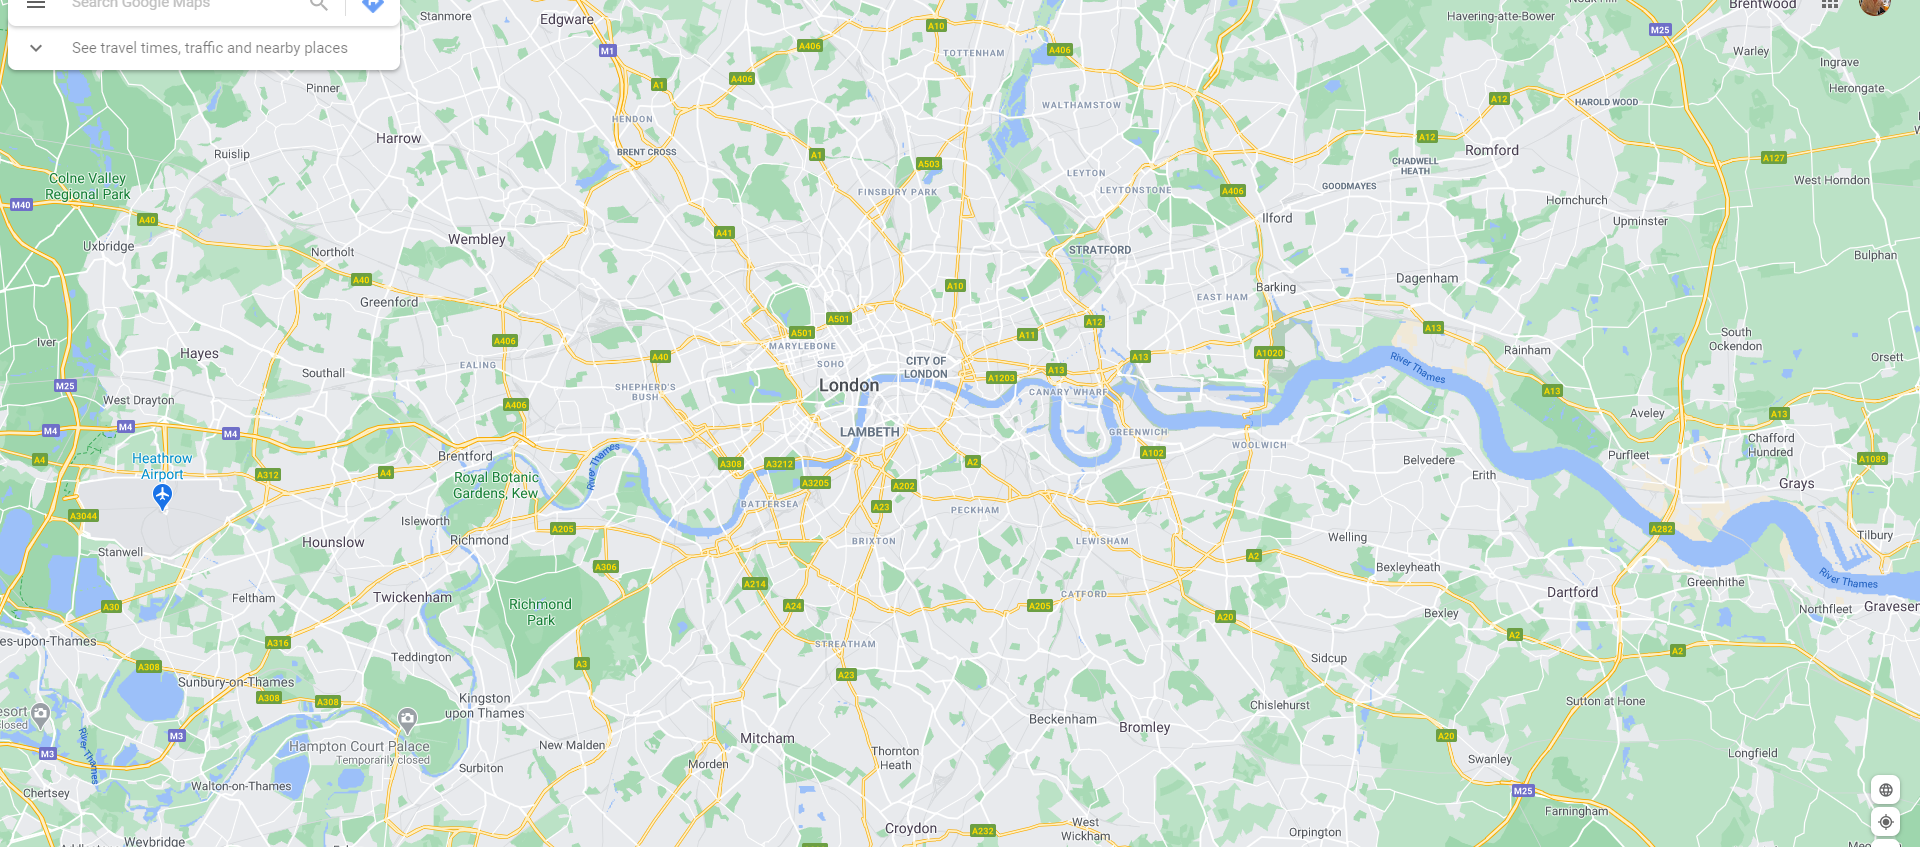 Search Google Maps
See travel times, traffic and nearby places
Stanmore
Edgware
A10
Havering-atte-Bower
Brentwood
M25
M1
A406
TOTTENHAM
A406
Warley
Ingrave
Pinner
A1
A406
WALTHAMSTOW
A12
HAROLD WOOD
Herongate
Harrow
HENDON
BRENT CROSS
Ruislip
A1
A503
LEYTON
A12
CHADWELL
HEATH
Romford
A127
Colne Valley
Regional Park
FINSBURY PARK
LEYTONSTONE
A406
GOODMAYES
West Horndon
M40
A40
Hornchurch
Upminster
Uxbridge
Northolt
Wembley
A41
STRATFORD
Ilford
Bulphan
A40
Greenford
A10
EAST HAM
Barking
Dagenham
Iver
Hayes
A406
A501
A501
MARYLEBONE
A11
A12
A13
South
Ockendon
Southall
EALING
A40
SOHO
CITY OF
LONDON
A13
A13
A1020
River Thames
Rainham
Orsett
M25
West Drayton
SHEPHERD'S
BUSH
London
A1203
CANARY WHARF
A13
A406
Aveley
A13
M4
M4
M4
LAMBETH
GREENWICH
WOOLWICH
Chafford
Hundred
A4
Heathrow
Airport
A312
A4
Brentford
River Thames
A308
A3212
A2
A102
Belvedere
Erith
Purfleet
A1089
Royal Botanic
Gardens, Kew
A3205
A202
Grays
A3044
Isleworth
A205
BATTERSEA
A23
PECKHAM
A282
Tilbury
Stanwell
Hounslow
Richmond
BRIXTON
LEWISHAM
A2
Welling
Bexleyheath
River Thames
A306
A214
Greenhithe
A30
Feltham
Twickenham
Richmond
Park
A24
A205
CATFORD
A20
Bexley
Dartford
Northfleet
Gravesen
es-upon-Thames
A316
STREATHAM
A2
A2
A308
Teddington
A3
A23
Sidcup
Sunbury-on-Thames
A308
A308
Kingston
upon Thames
Chislehurst
Sutton at Hone
esort
closed
M3
M3
River Thames
Hampton Court Palace
Temporarily closed
New Malden
Mitcham
Thornton
Heath
Beckenham
Bromley
A20
Longfield
Surbiton
Morden
Swanley
Chertsey
Walton-on-Thames
M25
Farningham
Croydon
A232
West
Wickham
Orpington
Weybridge